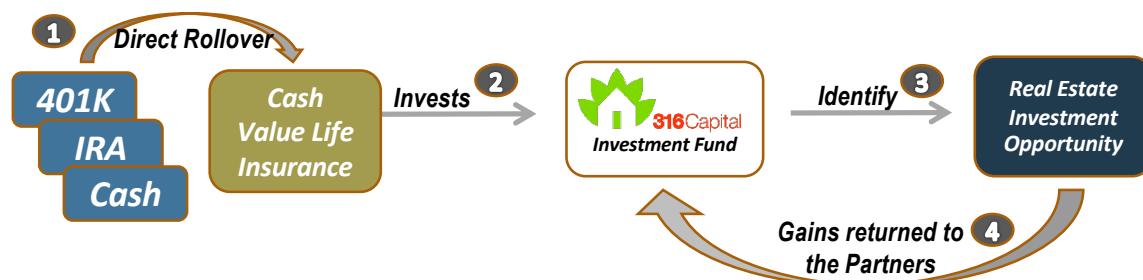 1
Direct Rollover
401K
IRA
Cash
Cash
Value Life
Insurance
Invests
2
316Capital
Investment Fund
Identify
3
Real Estate
Investment
Opportunity
Gains returned to
the Partners
4